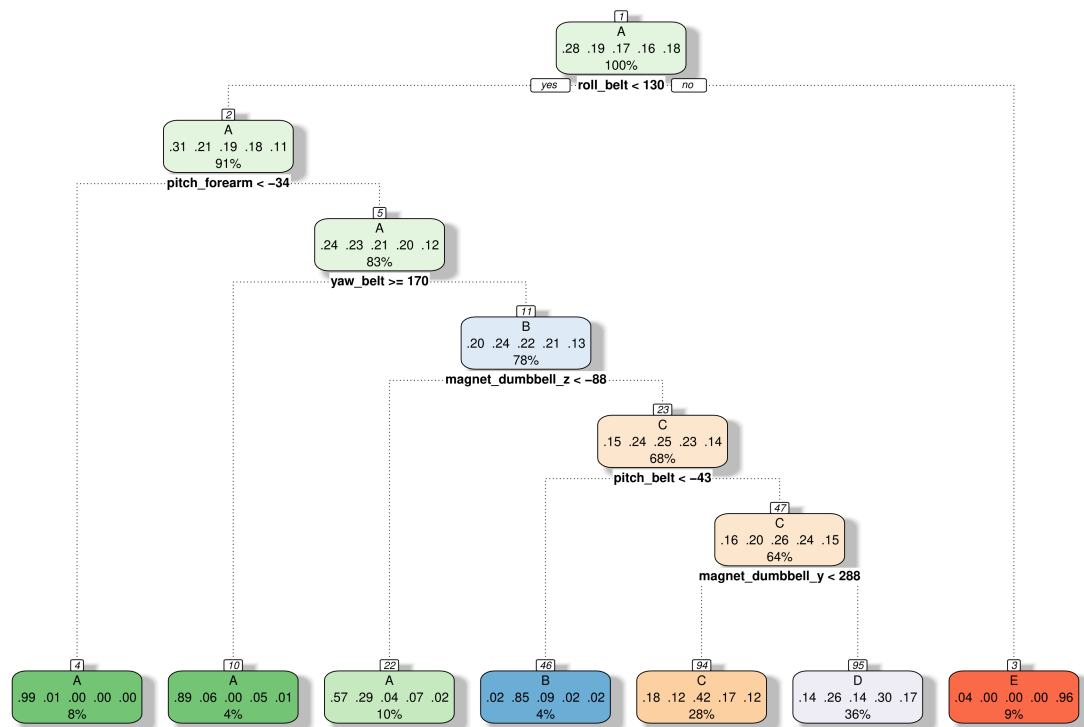 1
A
.28 .19 .17 .16 .18
100%
yes roll_belt < 130 no
2
A
.31 .21 .19 .18 .11
91%
pitch_forearm < −34
5
A
.24 .23 .21 .20 .12
83%
yaw_belt >= 170
11
B
.20 .24 .22 .21 .13
78%
magnet_dumbbell_z < −88
23
C
.15 .24 .25 .23 .14
68%
pitch_belt < −43
47
C
.16 .20 .26 .24 .15
64%
magnet_dumbbell_y < 288
4
A
.99 .01 .00 .00 .00
8%
10
A
.89 .06 .00 .05 .01
4%
22
A
.57 .29 .04 .07 .02
10%
46
B
.02 .85 .09 .02 .02
4%
94
C
.18 .12 .42 .17 .12
28%
95
D
.14 .26 .14 .30 .17
36%
3
E
.04 .00 .00 .00 .96
9%